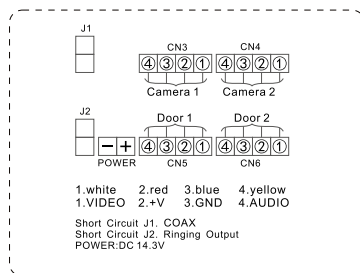 J1
CN3 CN4
④③②① ④③②①
Camera 1 Camera 2
J2
Door 1 Door 2
− + ④③②① ④③②①
POWER CN5 CN6
1.white 2.red 3.blue 4.yellow
1.VIDEO 2.+V 3.GND 4.AUDIO
Short Circuit J1. COAX
Short Circuit J2. Ringing Output
POWER:DC 14.3V